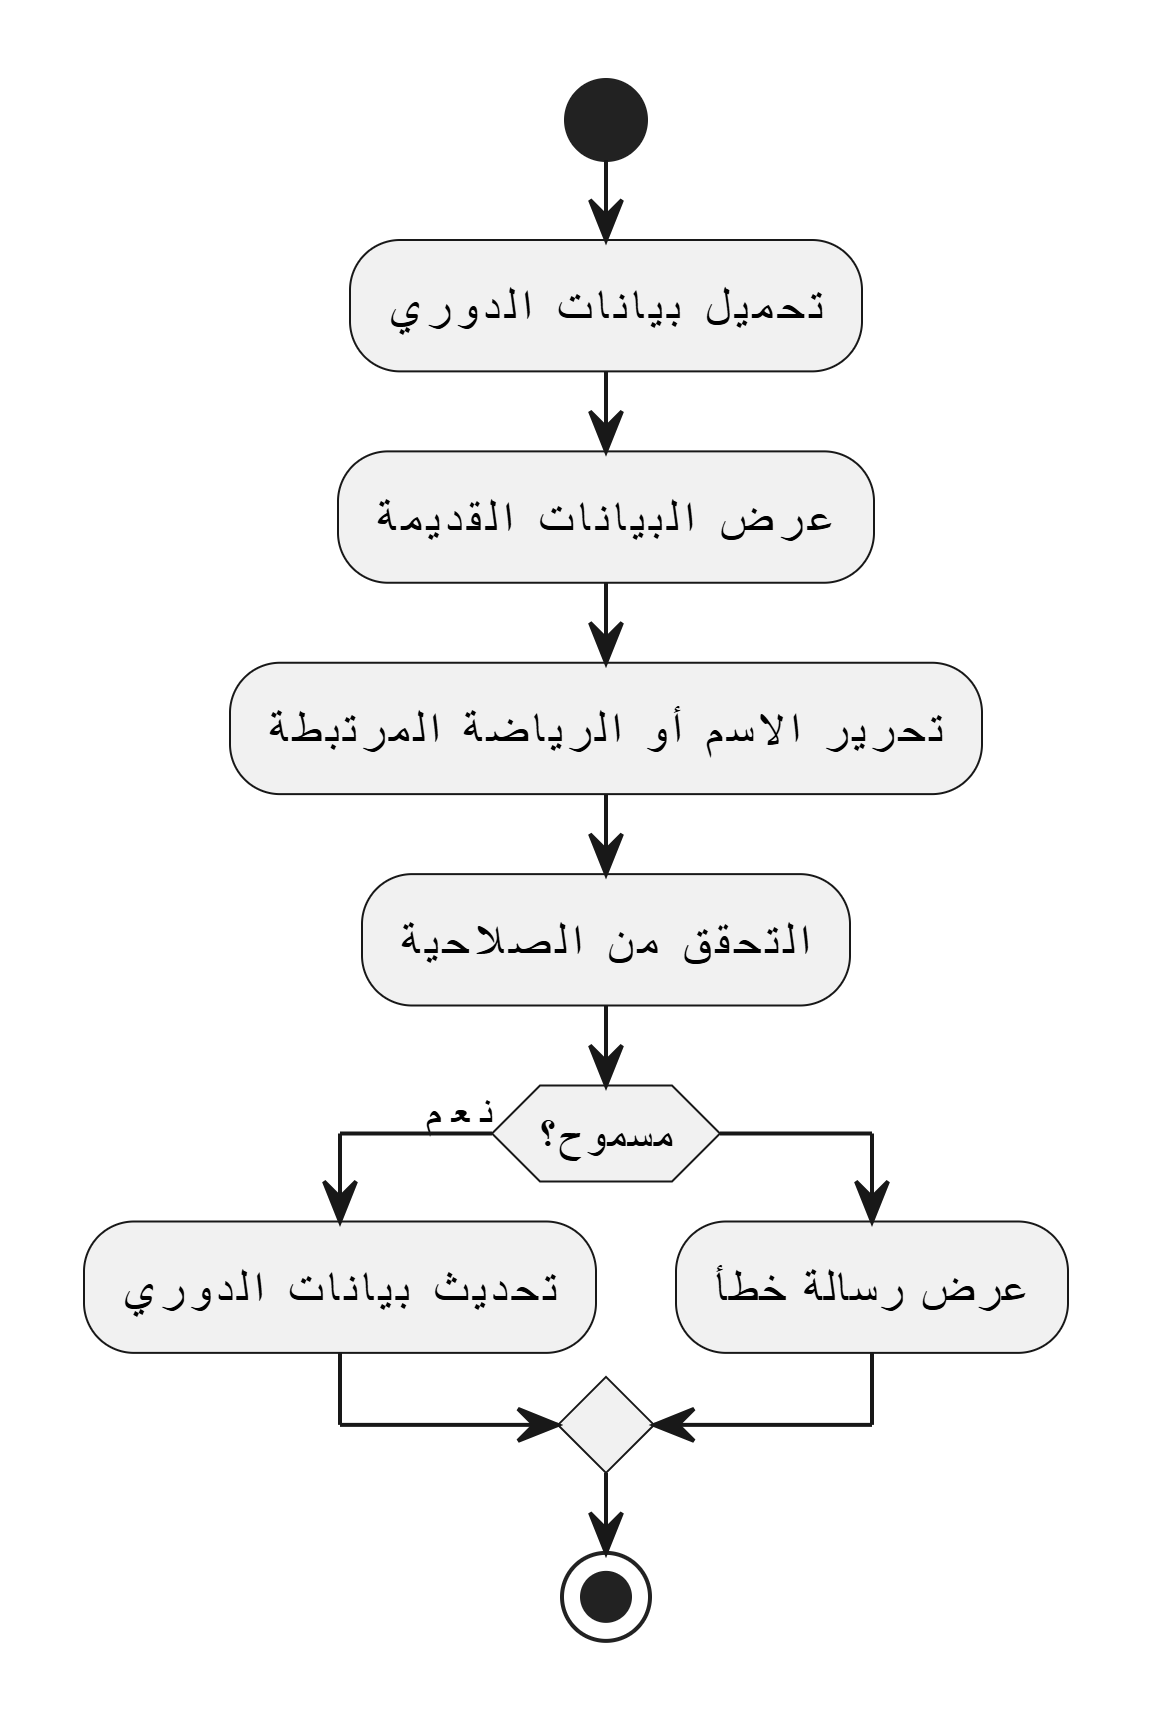 تحميل بيانات الدوري
عرض البيانات القديمة
تحرير الاسم أو الرياضة المرتبطة
التحقق من الصلاحية
نعم
مسموح؟
تحديث بيانات الدوري
عرض رسالة خطأ